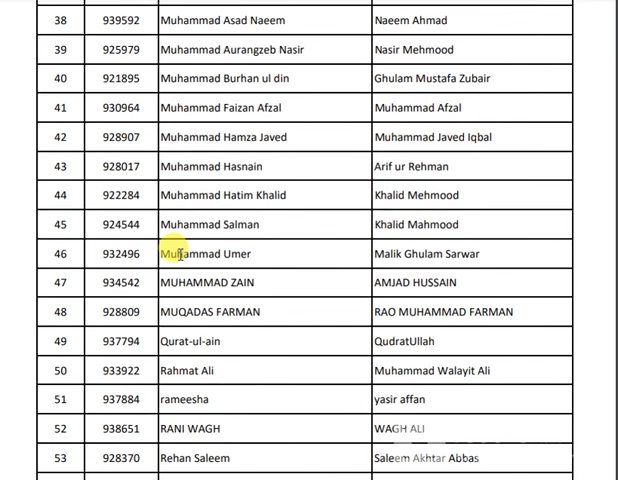 38 939592 Muhammad Asad Naeem Naeem Ahmad
39 925979 Muhammad Aurangzeb Nasir Nasir Mehmood
40 921895 Muhammad Burhan ul din Ghulam Mustafa Zubair
41 930964 Muhammad Faizan Afzal Muhammad Afzal
42 928907 Muhammad Hamza Javed Muhammad Javed Iqbal
43 928017 Muhammad Hasnain Arif ur Rehman
44 922284 Muhammad Hatim Khalid Khalid Mehmood
45 924544 Muhammad Salman Khalid Mahmood
46 932496 Muhammad Umer Malik Ghulam Sarwar
47 934542 MUHAMMAD ZAIN AMJAD HUSSAIN
48 928809 MUQADAS FARMAN RAO MUHAMMAD FARMAN
49 937794 Qurat-ul-ain QudratUllah
50 933922 Rahmat Ali Muhammad Walayit Ali
51 937884 rameesha yasir affan
52 938651 RANI WAGH WAGH ALI
53 928370 Rehan Saleem Saleem Akhtar Abbas